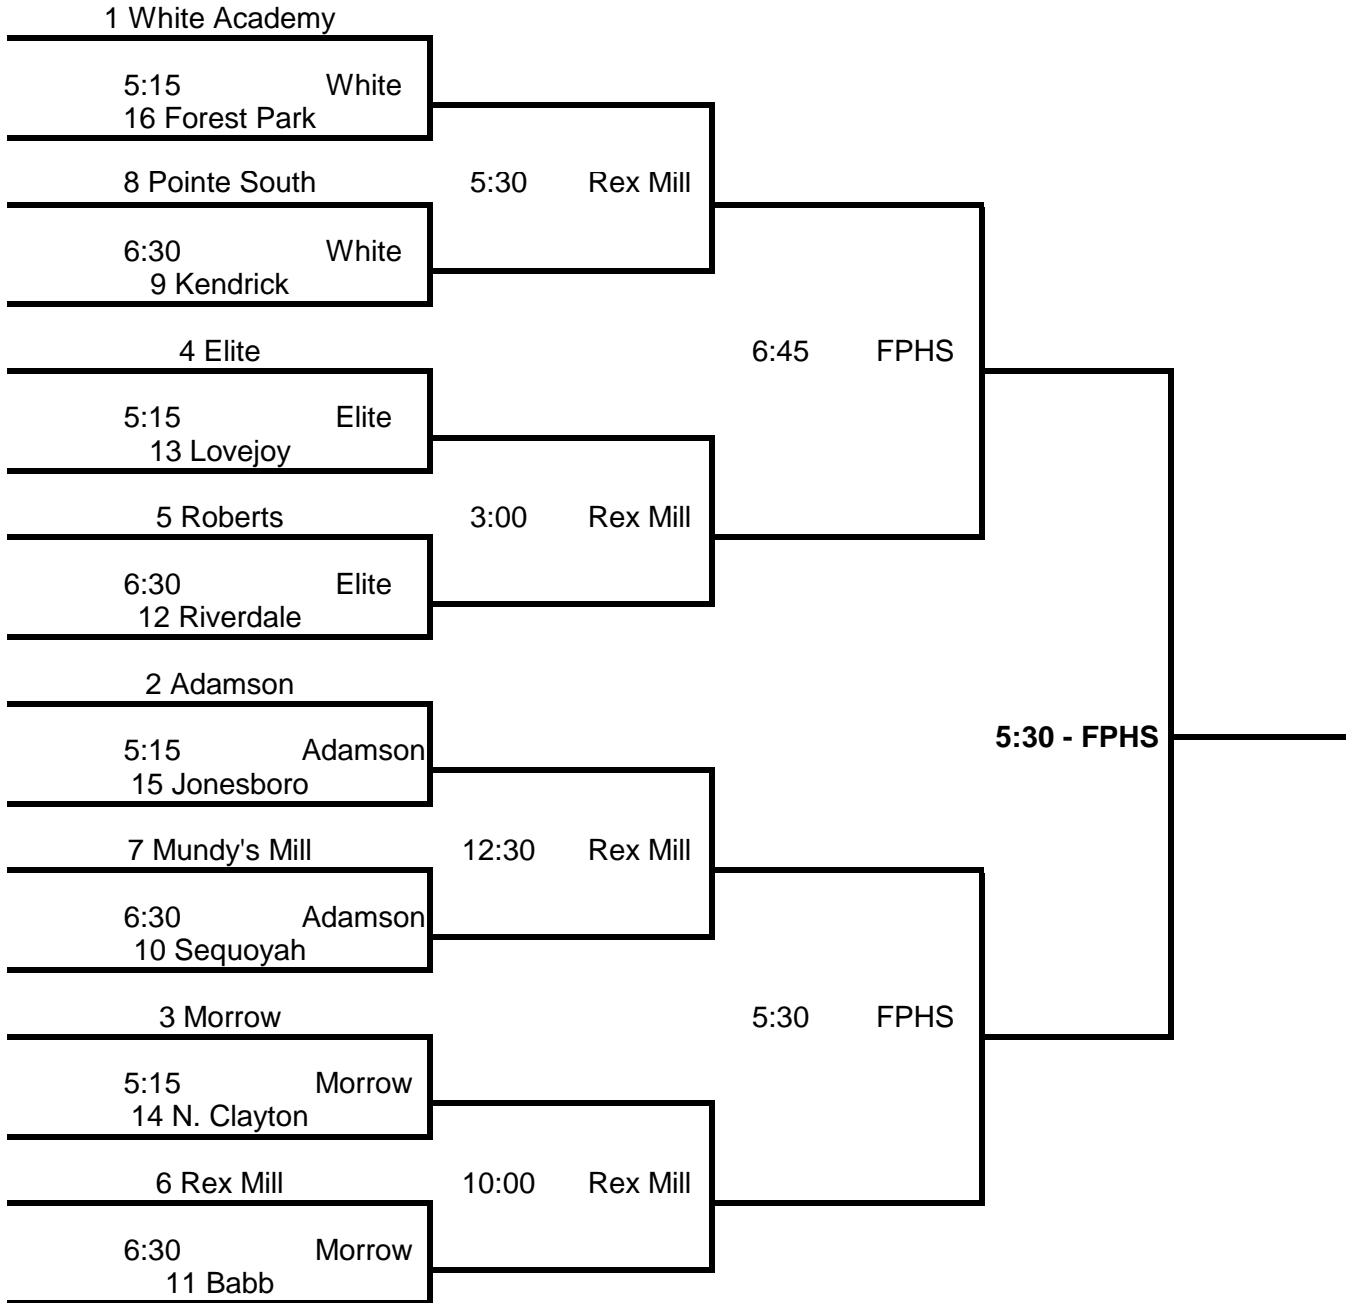 1 White Academy
5:15 White
16 Forest Park
8 Pointe South
5:30 Rex Mill
6:30 White
9 Kendrick
4 Elite
6:45 FPHS
5:15 Elite
13 Lovejoy
5 Roberts
3:00 Rex Mill
6:30 Elite
12 Riverdale
2 Adamson
5:30 - FPHS
5:15 Adamson
15 Jonesboro
7 Mundy's Mill
12:30 Rex Mill
6:30 Adamson
10 Sequoyah
3 Morrow
5:30 FPHS
5:15 Morrow
14 N. Clayton
6 Rex Mill
10:00 Rex Mill
6:30 Morrow
11 Babb